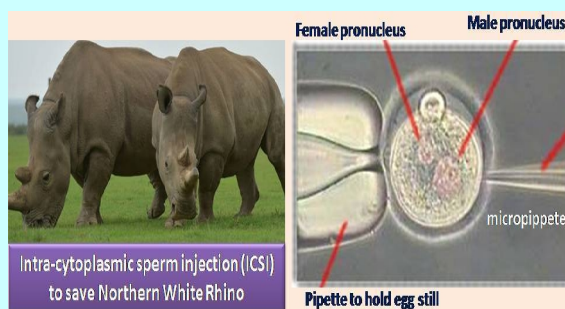 Female pronucleus
Male pronucleus
micropippete
Pipette to hold egg still
Intra-cytoplasmic sperm injection (ICSI)
to save Northern White Rhino